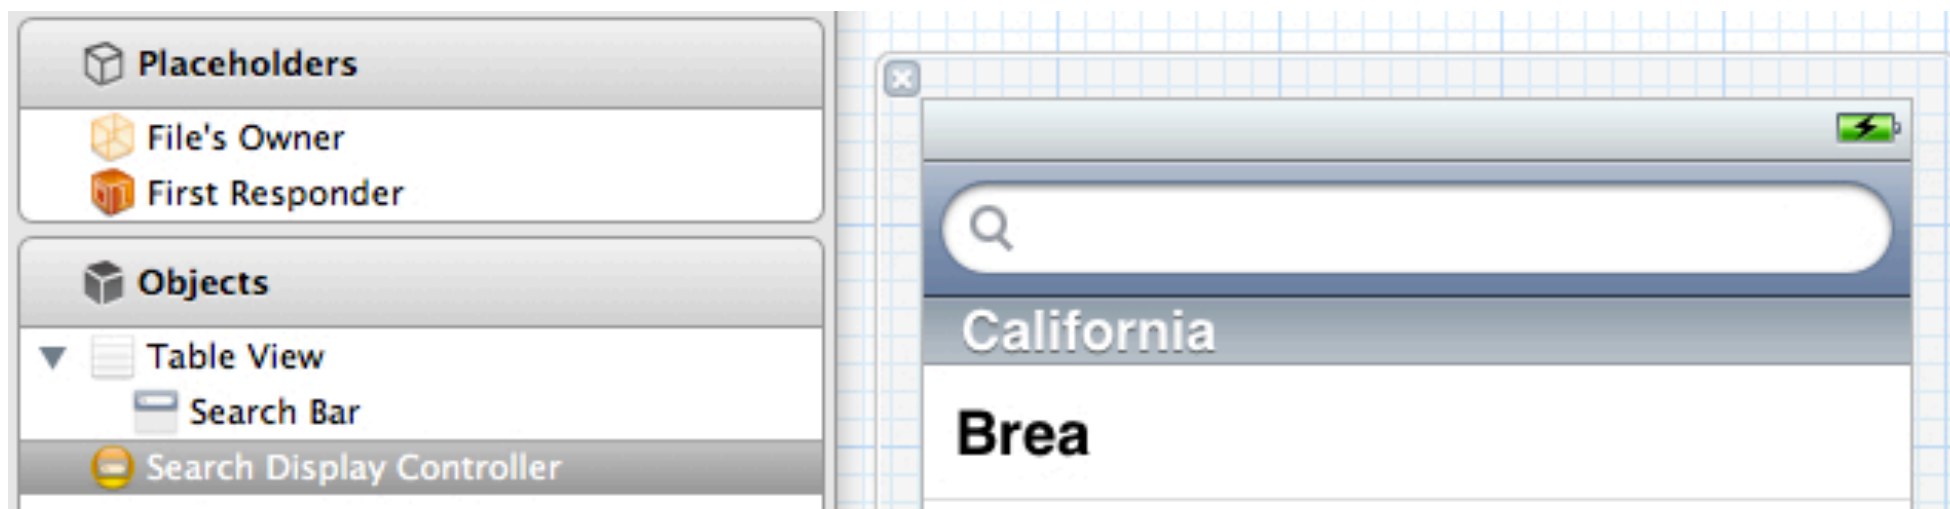 Placeholders
File's Owner
First Responder
Objects
Table View
Search Bar
Search Display Controller
California
Brea